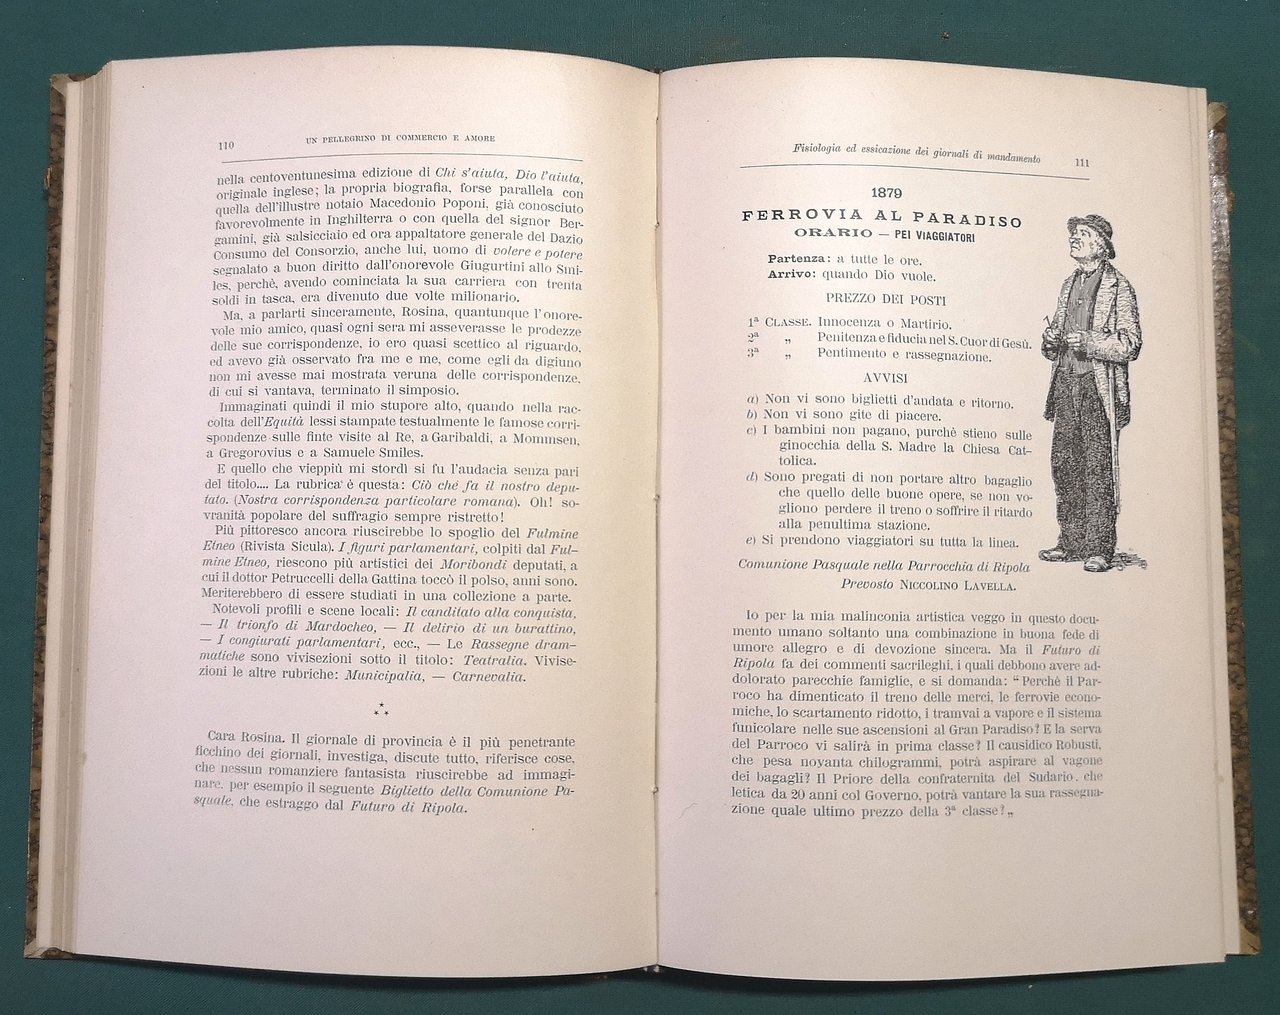 110
UN PELLEGRINO DI COMMERCIO E AMORE
nella centoventunesima edizione di Chi s'aiuta, Dio l'aiuta,
originale inglese; la propria biografia, forse parallela con
quella dell'illustre notaio Macedonio Poponi, già conosciuto
favorevolmente in Inghilterra o con quella del signor Ber-
gamini, già salsicciaio ed ora appaltatore generale del Dazio
Consumo del Consorzio, anche lui, uomo di volere e potere
segnalato a buon diritto dall'onorevole Giugurtini allo Smi-
les, perchè, avendo cominciata la sua carriera con trenta
soldi in tasca, era divenuto due volte milionario.
Ma, a parlarti sinceramente, Rosina, quantunque l'onore-
vole mio amico, quasi ogni sera mi asseverasse le prodezze
delle sue corrispondenze, io ero quasi scettico al riguardo,
ed avevo già osservato fra me e me, come egli da digiuno
non mi avesse mai mostrata veruna delle corrispondenze,
di cui si vantava, terminato il simposio.
Immaginati quindi il mio stupore alto, quando nella rac-
colta dell'Equità lessi stampate testualmente le famose corri-
spondenze sulle finte visite al Re, a Garibaldi, a Mommsen,
a Gregorovius e a Samuele Smiles.
E quello che vieppiù mi stordì si fu l'audacia senza pari
del titolo.... La rubrica è questa: Ciò che fa il nostro depu-
tato. (Nostra corrispondenza particolare romana). Oh! so-
vranità popolare del suffragio sempre ristretto!
Più pittoresco ancora riuscirebbe lo spoglio del Fulmine
Etneo (Rivista Sicula). I figuri parlamentari, colpiti dal Ful-
mine Etneo, riescono più artistici dei Moribondi deputati, a
cui il dottor Petruccelli della Gattina toccò il polso, anni sono.
Meriterebbero di essere studiati in una collezione a parte.
Notevoli profili e scene locali: Il canditato alla conquista,
— Il trionfo di Mardocheo, — Il delirio di un burattino,
— I congiurati parlamentari, ecc., — Le Rassegne dram-
matiche sono vivisezioni sotto il titolo: Teatralia. Vivise-
zioni le altre rubriche: Municipalia, — Carnevalia.
Cara Rosina. Il giornale di provincia è il più penetrante
ficchino dei giornali, investiga, discute tutto, riferisce cose,
che nessun romanziere fantasista riuscirebbe ad immagi-
nare, per esempio il seguente Biglietto della Comunione Pa-
squale, che estraggo dal Futuro di Ripola.
Fisiologia ed essicazione dei giornali di mandamento
111
1879
FERROVIA AL PARADISO
ORARIO — PEI VIAGGIATORI
Partenza: a tutte le ore.
Arrivo: quando Dio vuole.
PREZZO DEI POSTI
1ª CLASSE. Innocenza o Martirio.
2ª „ Penitenza e fiducia nel S. Cuor di Gesù.
3ª „ Pentimento e rassegnazione.
AVVISI
a) Non vi sono biglietti d'andata e ritorno.
b) Non vi sono gite di piacere.
c) I bambini non pagano, purchè stieno sulle
ginocchia della S. Madre la Chiesa Cat-
tolica.
d) Sono pregati di non portare altro bagaglio
che quello delle buone opere, se non vo-
gliono perdere il treno o soffrire il ritardo
alla penultima stazione.
e) Si prendono viaggiatori su tutta la linea.
Comunione Pasquale nella Parrocchia di Ripola
Prevosto NICCOLINO LAVELLA.
Io per la mia malinconia artistica veggo in questo docu-
mento umano soltanto una combinazione in buona fede di
umore allegro e di devozione sincera. Ma il Futuro di
Ripola fa dei commenti sacrileghi, i quali debbono avere ad-
dolorato parecchie famiglie, e si domanda: “Perchè il Par-
roco ha dimenticato il treno delle merci, le ferrovie econo-
miche, lo scartamento ridotto, i tramvai a vapore e il sistema
funicolare nelle sue ascensioni al Gran Paradiso? E la serva
del Parroco vi salirà in prima classe? Il causidico Robusti,
che pesa novanta chilogrammi, potrà aspirare al vagone
dei bagagli? Il Priore della confraternita del Sudario, che
letica da 20 anni col Governo, potrà vantare la sua rassegna-
zione quale ultimo prezzo della 3ª classe?„